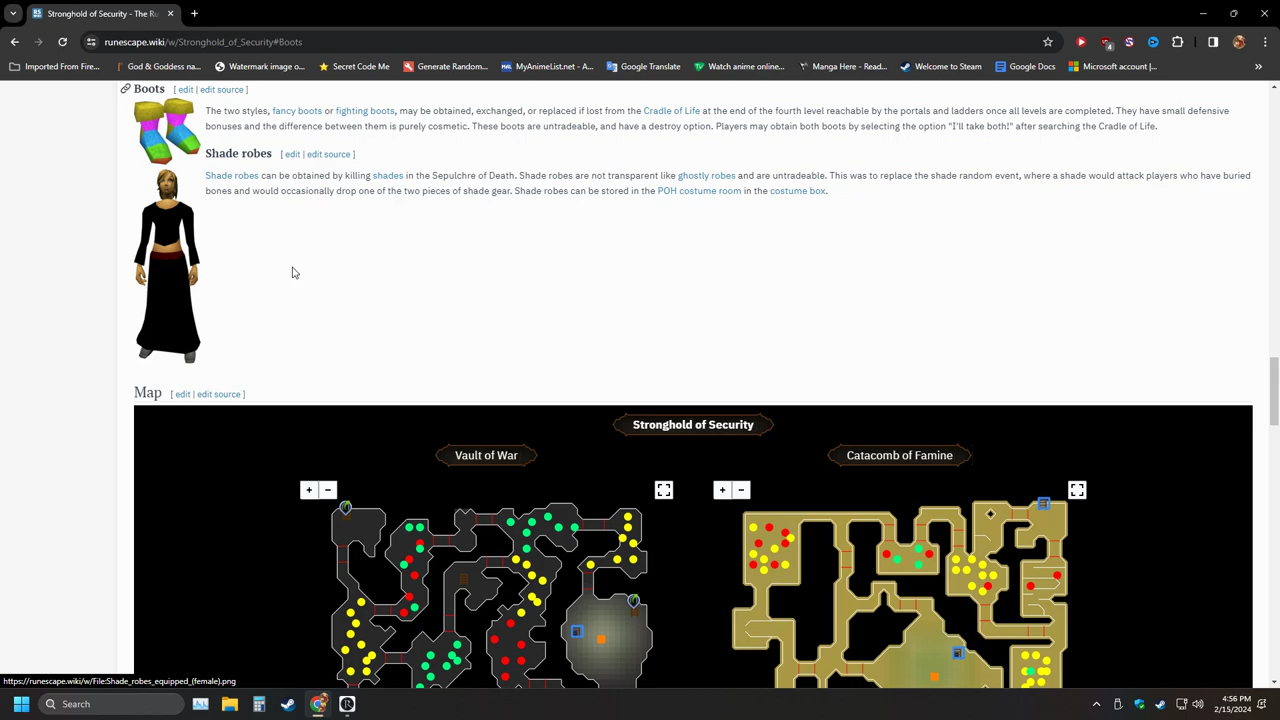 Stronghold of Security - The Ru
runescape.wiki/w/Stronghold_of_Security#Boots
4
Imported From Fire...
God & Goddess na...
Watermark image o...
Secret Code Me
Generate Random...
MyAnimeList.net - A...
Google Translate
Watch anime online...
Manga Here - Read...
Welcome to Steam
Google Docs
Microsoft account |...
Boots [ edit | edit source ]
The two styles, fancy boots or fighting boots, may be obtained, exchanged, or replaced if lost from the Cradle of Life at the end of the fourth level reachable by the portals and ladders once all levels are completed. They have small defensive
bonuses and the difference between them is purely cosmetic. These boots are untradeable, and have a destroy option. Players may obtain both boots by selecting the option "I'll take both!" after searching the Cradle of Life.
Shade robes [ edit | edit source ]
Shade robes can be obtained by killing shades in the Sepulchre of Death. Shade robes are not transparent like ghostly robes and are untradeable. This was to replace the shade random event, where a shade would attack players who have buried
bones and would occasionally drop one of the two pieces of shade gear. Shade robes can be stored in the POH costume room in the costume box.
Map [ edit | edit source ]
Stronghold of Security
Vault of War
Catacomb of Famine
+ −
+ −
https://runescape.wiki/w/File:Shade_robes_equipped_(female).png
Search
4:56 PM
2/15/2024